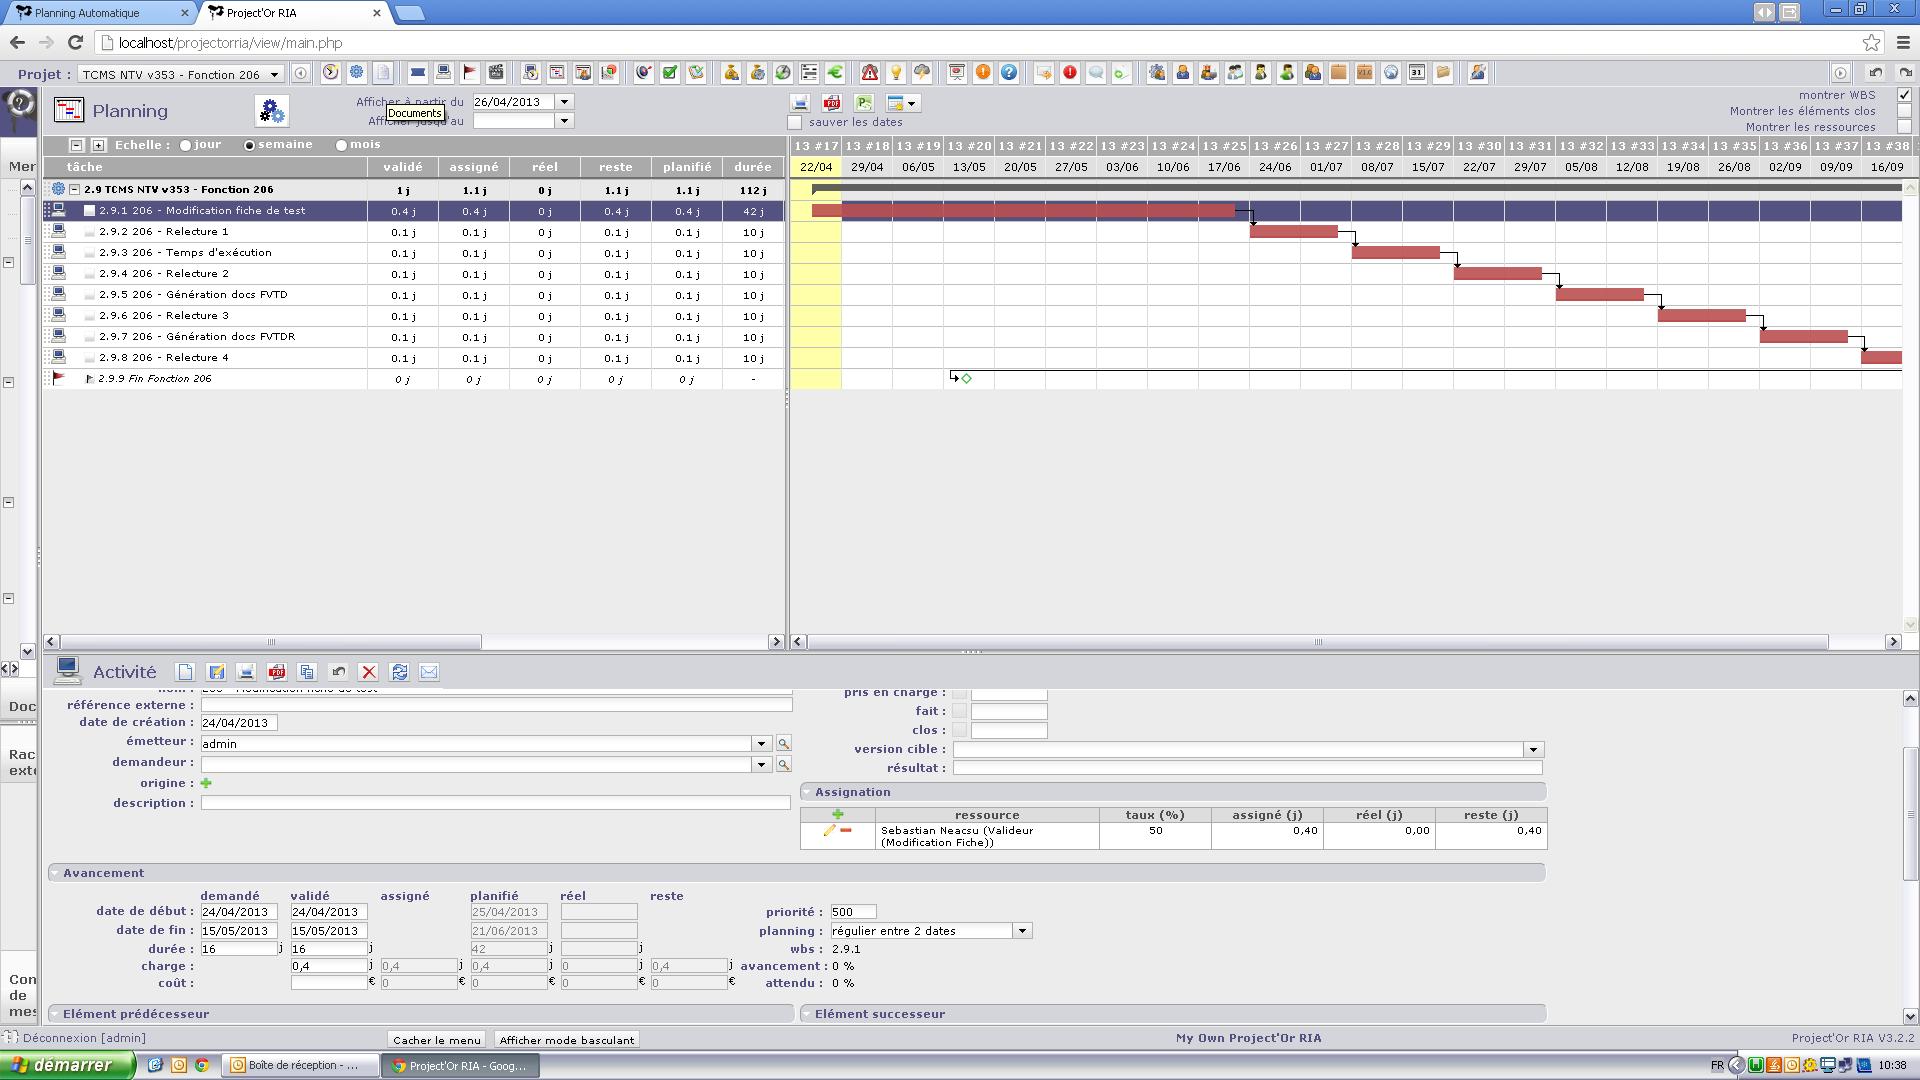 Planning Automatique
Project'Or RIA
localhost/projectorria/view/main.php
Projet : TCMS NTV v353 - Fonction 206
Planning
Afficher à partir du 26/04/2013
Documents
sauver les dates
montrer WBS
Montrer les éléments clos
Montrer les ressources
Echelle : jour semaine mois
13 #17 13 #18 13 #19 13 #20 13 #21 13 #22 13 #23 13 #24 13 #25 13 #26 13 #27 13 #28 13 #29 13 #30 13 #31 13 #32 13 #33 13 #34 13 #35 13 #36 13 #37 13 #38
Mer
tâche validé assigné réel reste planifié durée
22/04 29/04 06/05 13/05 20/05 27/05 03/06 10/06 17/06 24/06 01/07 08/07 15/07 22/07 29/07 05/08 12/08 19/08 26/08 02/09 09/09 16/09
2.9 TCMS NTV v353 - Fonction 206 1 j 1.1 j 0 j 1.1 j 1.1 j 112 j
2.9.1 206 - Modification fiche de test 0.4 j 0.4 j 0 j 0.4 j 0.4 j 42 j
2.9.2 206 - Relecture 1 0.1 j 0.1 j 0 j 0.1 j 0.1 j 10 j
2.9.3 206 - Temps d'exécution 0.1 j 0.1 j 0 j 0.1 j 0.1 j 10 j
2.9.4 206 - Relecture 2 0.1 j 0.1 j 0 j 0.1 j 0.1 j 10 j
2.9.5 206 - Génération docs FVTD 0.1 j 0.1 j 0 j 0.1 j 0.1 j 10 j
2.9.6 206 - Relecture 3 0.1 j 0.1 j 0 j 0.1 j 0.1 j 10 j
2.9.7 206 - Génération docs FVTDR 0.1 j 0.1 j 0 j 0.1 j 0.1 j 10 j
2.9.8 206 - Relecture 4 0.1 j 0.1 j 0 j 0.1 j 0.1 j 10 j
2.9.9 Fin Fonction 206 0 j 0 j 0 j 0 j 0 j -
Activité
Doc
Rac
exte
Con
de
mes
référence externe :
date de création : 24/04/2013
émetteur : admin
demandeur :
origine :
description :
pris en charge :
fait :
clos :
version cible :
résultat :
Assignation
ressource taux (%) assigné (j) réel (j) reste (j)
Sebastian Neacsu (Valideur 50 0,40 0,00 0,40
(Modification Fiche))
Avancement
demandé validé assigné planifié réel reste
date de début : 24/04/2013 24/04/2013 25/04/2013 priorité : 500
date de fin : 15/05/2013 15/05/2013 21/06/2013 planning : régulier entre 2 dates
durée : 16 j 16 j 42 j j wbs : 2.9.1
charge : 0,4 j 0,4 j 0,4 j 0 j 0,4 j avancement : 0 %
coût : € 0 € 0 € 0 € 0 € attendu : 0 %
Elément prédécesseur
Elément successeur
Déconnexion [admin]
Cacher le menu
Afficher mode basculant
My Own Project'Or RIA
Project'Or RIA V3.2.2
démarrer
Boîte de réception - ...
Project'Or RIA - Goog...
FR
10:38